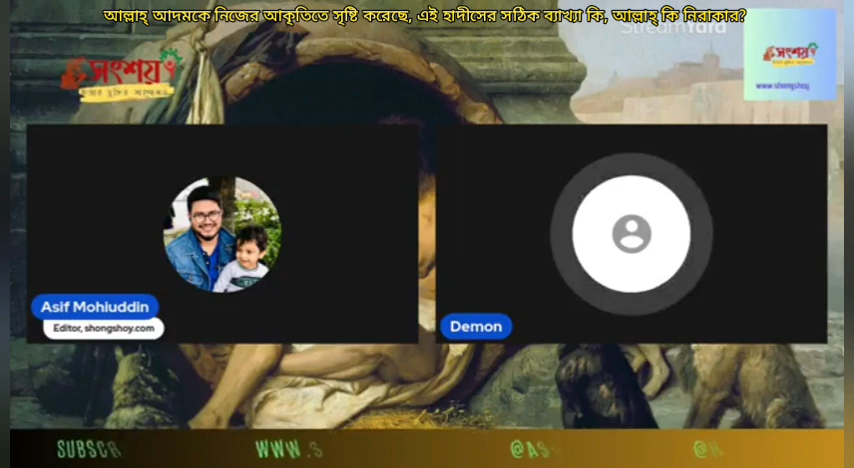 আল্লাহ্ আদমকে নিজের আকৃতিতে সৃষ্টি করেছে, এই হাদীসের সঠিক ব্যাখ্যা কি, আল্লাহ্ কি নিরাকার?
StreamYard
সংশয়
সংশয়
www.shongshoy
Asif Mohiuddin
Editor, shongshoy.com
Demon
SUBSCR
WWW.S
@AS